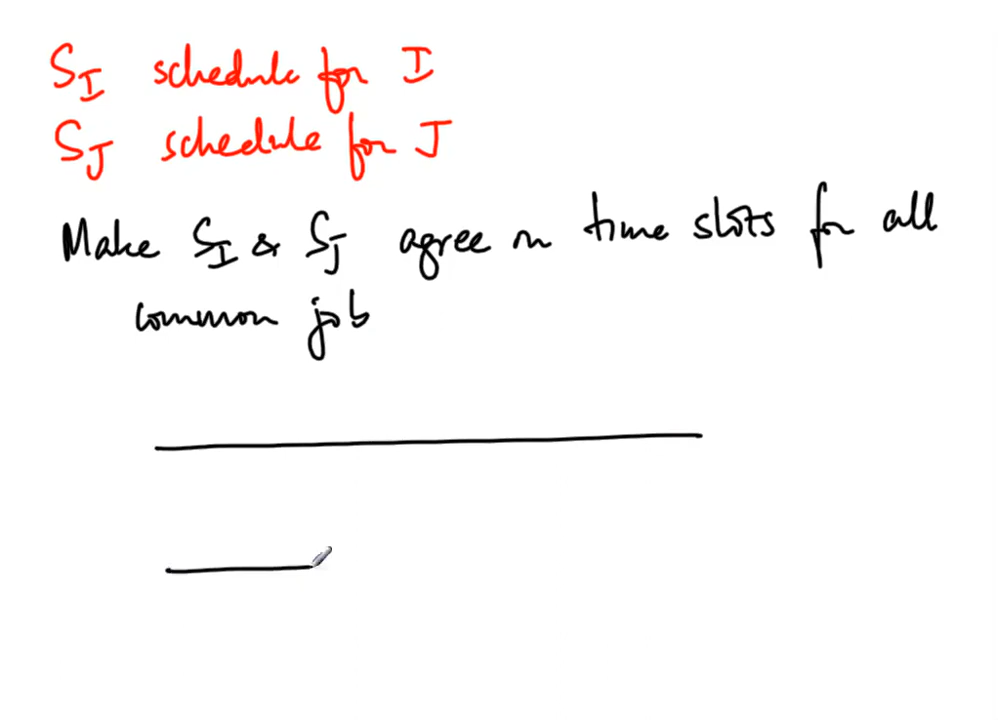 S_I schedule for I
S_J schedule for J
Make S_I & S_J agree on time slots for all
common job